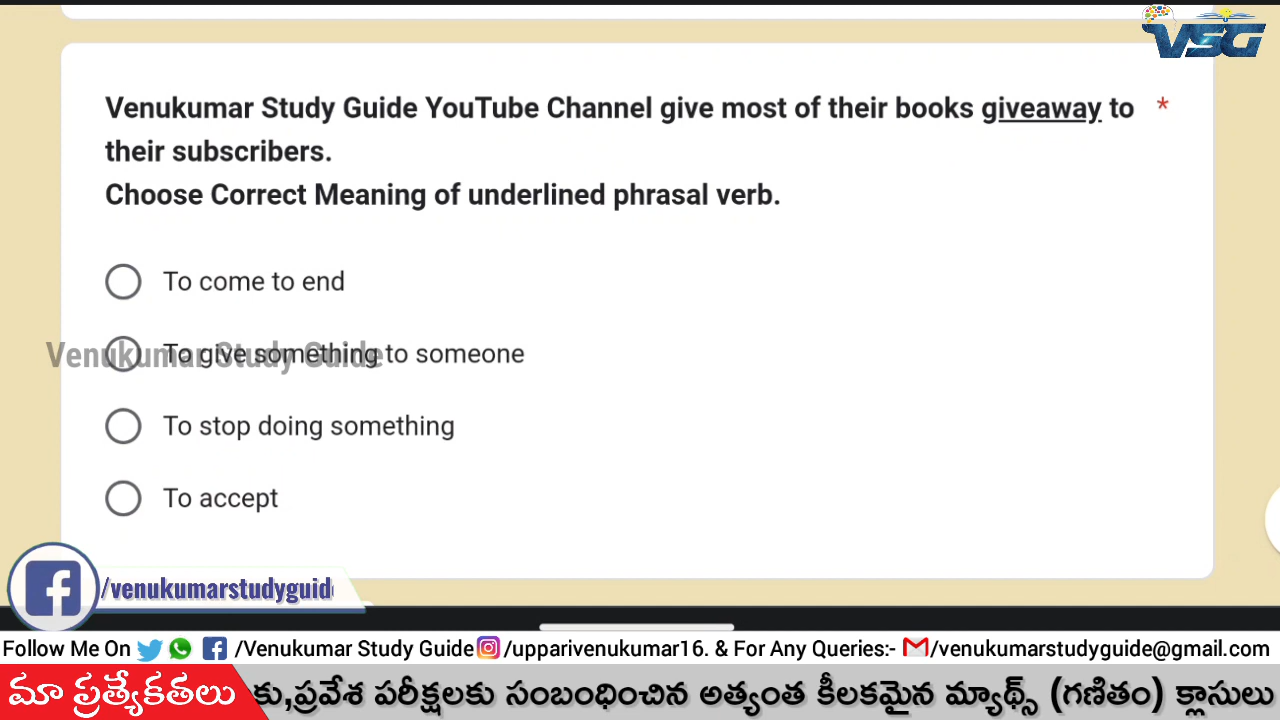 VSG
Venukumar Study Guide YouTube Channel give most of their books giveaway to *
their subscribers.
Choose Correct Meaning of underlined phrasal verb.
To come to end
To give something to someone
Venukumar Study Guide
To stop doing something
To accept
/venukumarstudyguid
Follow Me On /Venukumar Study Guide /upparivenukumar16. & For Any Queries:- /venukumarstudyguide@gmail.com
మా ప్రత్యేకతలు కు,ప్రవేశ పరీక్షలకు సంబంధించిన అత్యంత కీలకమైన మ్యాథ్స్ (గణితం) క్లాసులు